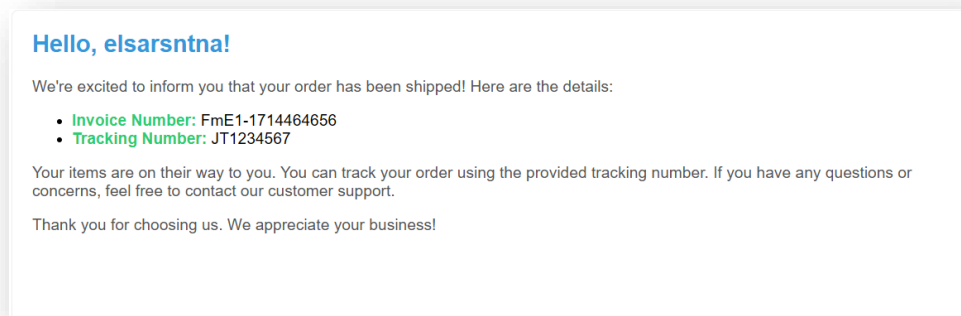 Hello, elsarsntna!
We're excited to inform you that your order has been shipped! Here are the details:
• Invoice Number: FmE1-1714464656
• Tracking Number: JT1234567
Your items are on their way to you. You can track your order using the provided tracking number. If you have any questions or
concerns, feel free to contact our customer support.
Thank you for choosing us. We appreciate your business!